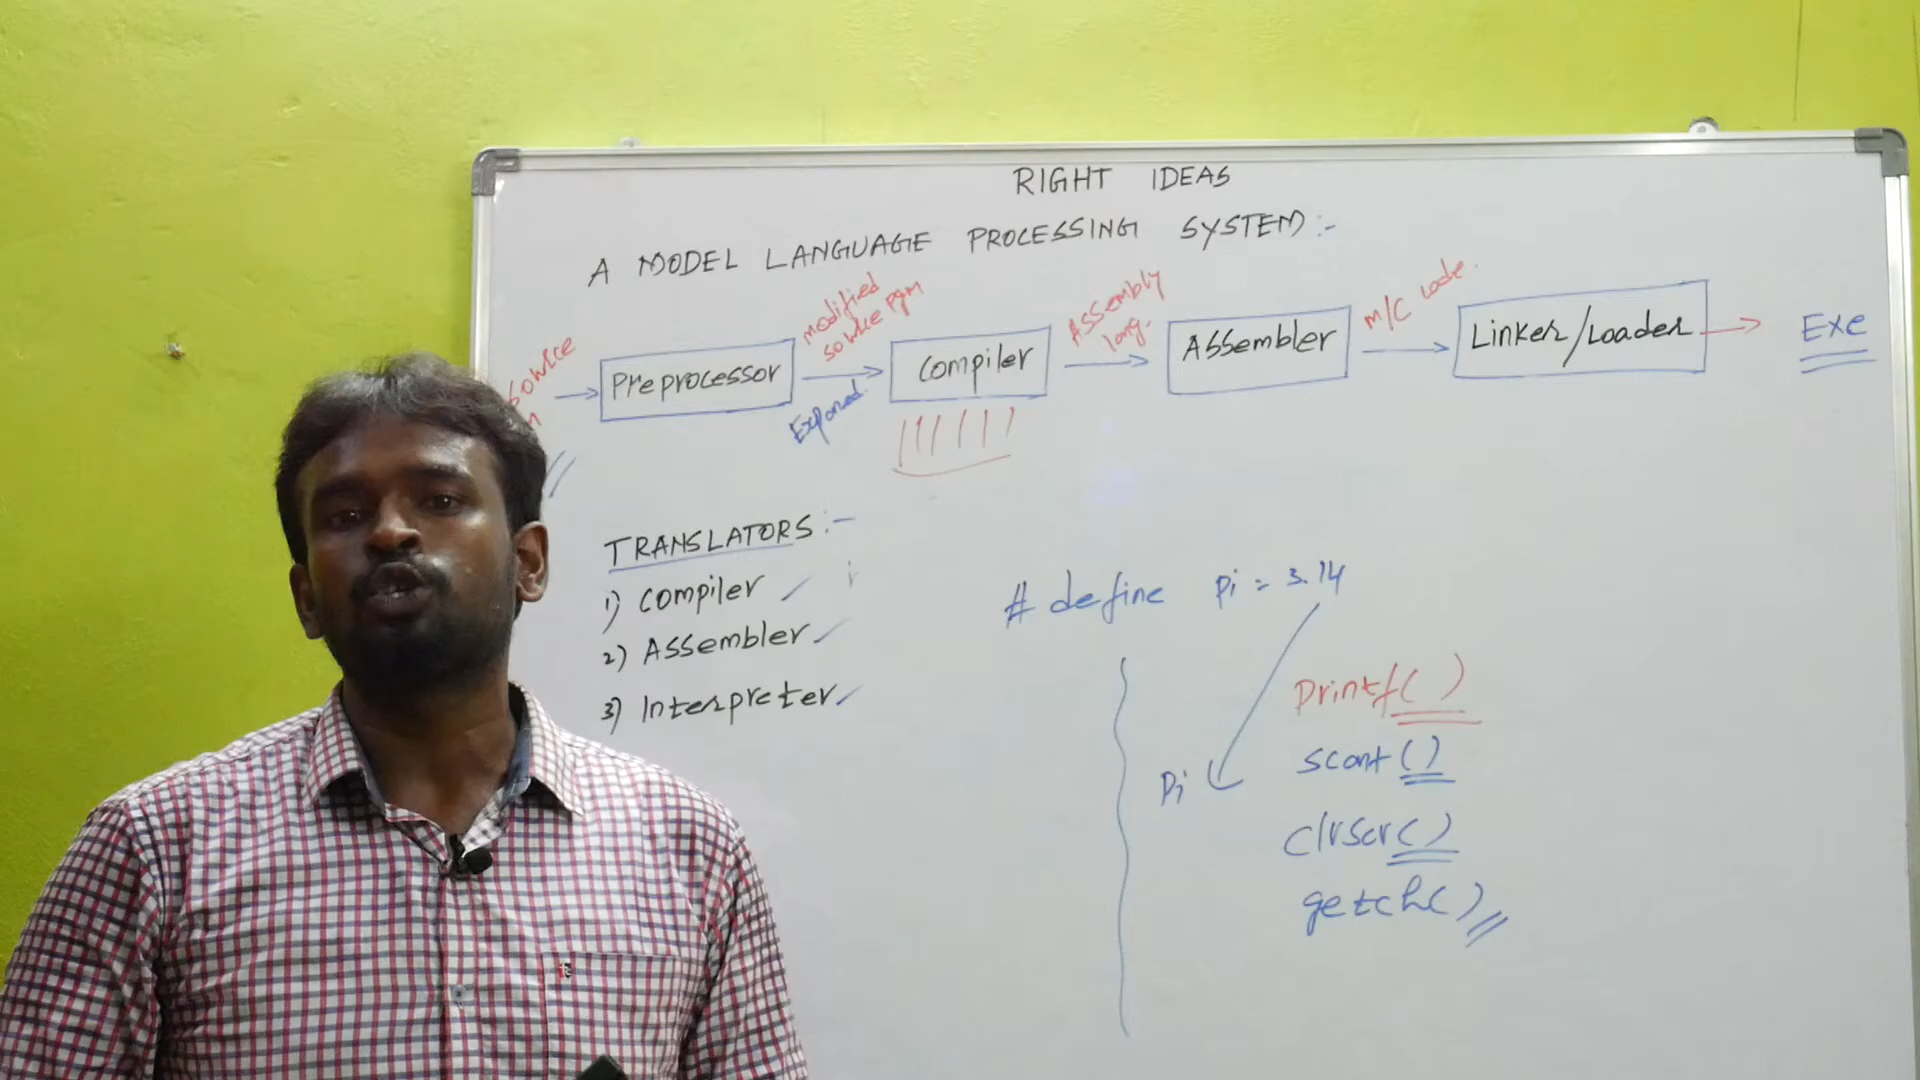 RIGHT IDEAS
A MODEL LANGUAGE PROCESSING SYSTEM:-
source
Preprocessor
modified
source pgm
Expand
Compiler
Assembly
lang.
Assembler
M/C code.
Linker/Loader
Exe
TRANSLATORS:-
1) Compiler
2) Assembler
3) Interpreter
# define pi = 3.14
Pi
Printf()
scanf()
clrscr()
getch()